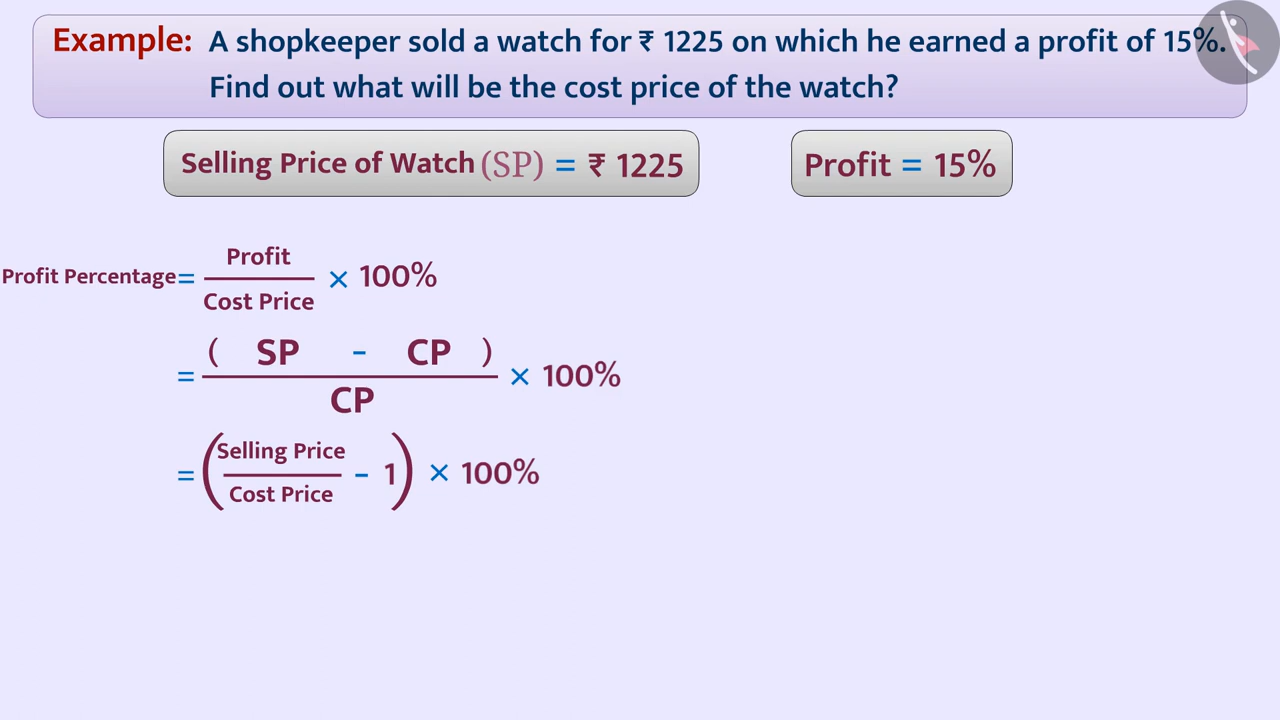 Example: A shopkeeper sold a watch for ₹ 1225 on which he earned a profit of 15%.
Find out what will be the cost price of the watch?
Selling Price of Watch (SP) = ₹ 1225 Profit = 15%
Profit Percentage = Profit / Cost Price × 100%
= ( SP - CP ) / CP × 100%
= ( Selling Price / Cost Price - 1 ) × 100%